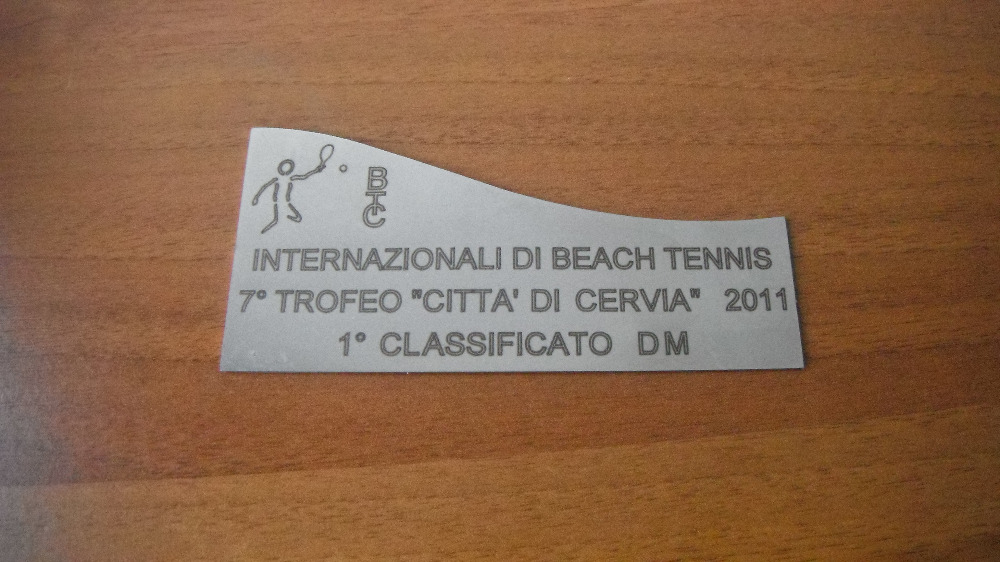 BTC
INTERNAZIONALI DI BEACH TENNIS
7° TROFEO "CITTA' DI CERVIA" 2011
1° CLASSIFICATO DM